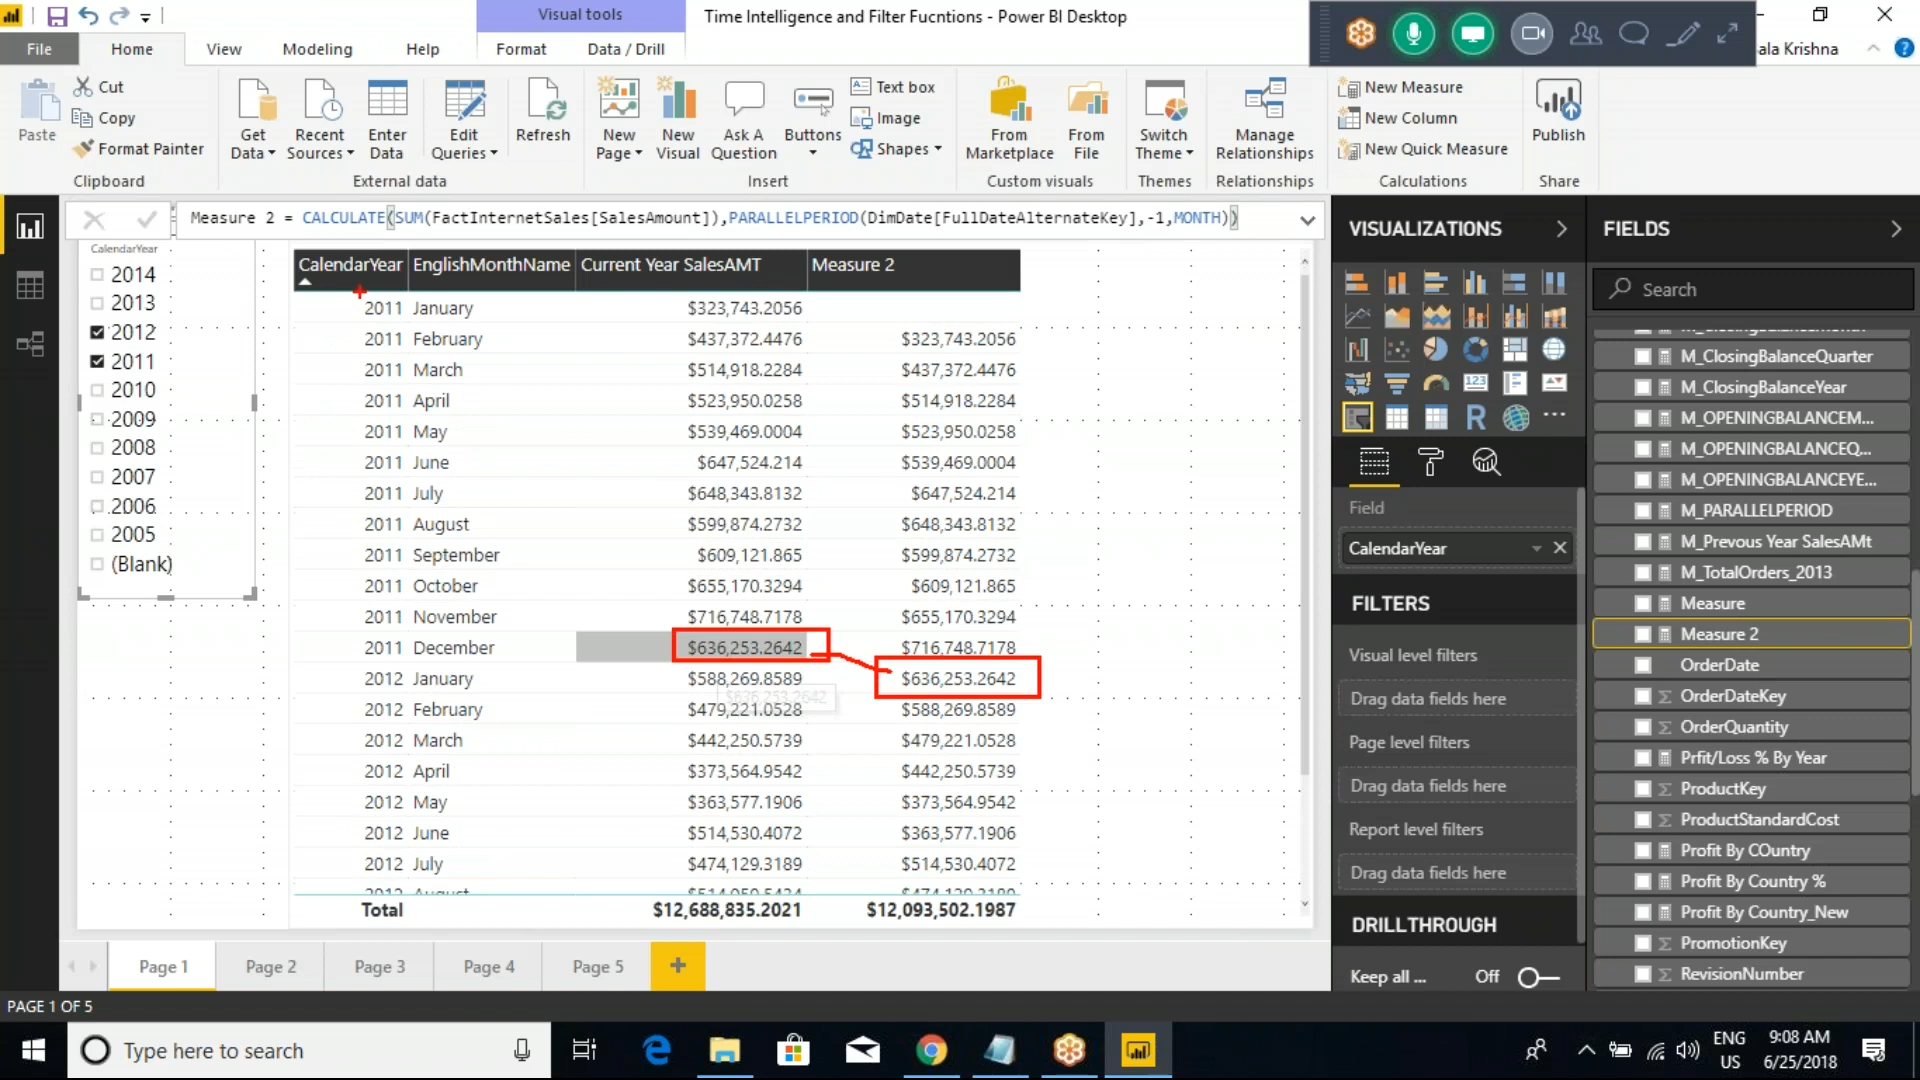 Visual tools
Time Intelligence and Filter Fucntions - Power BI Desktop
File
Home
View
Modeling
Help
Format
Data / Drill
ala Krishna
Paste
Cut
Copy
Format Painter
Clipboard
Get Data
Recent Sources
Enter Data
Edit Queries
Refresh
External data
New Page
New Visual
Ask A Question
Buttons
Text box
Image
Shapes
Insert
From Marketplace
From File
Custom visuals
Switch Theme
Themes
Manage Relationships
Relationships
New Measure
New Column
New Quick Measure
Calculations
Publish
Share
Measure 2 = CALCULATE(SUM(FactInternetSales[SalesAmount]),PARALLELPERIOD(DimDate[FullDateAlternateKey],-1,MONTH))
CalendarYear
2014
2013
2012
2011
2010
2009
2008
2007
2006
2005
(Blank)
CalendarYear EnglishMonthName Current Year SalesAMT Measure 2
2011 January $323,743.2056
2011 February $437,372.4476 $323,743.2056
2011 March $514,918.2284 $437,372.4476
2011 April $523,950.0258 $514,918.2284
2011 May $539,469.0004 $523,950.0258
2011 June $647,524.214 $539,469.0004
2011 July $648,343.8132 $647,524.214
2011 August $599,874.2732 $648,343.8132
2011 September $609,121.865 $599,874.2732
2011 October $655,170.3294 $609,121.865
2011 November $716,748.7178 $655,170.3294
2011 December $636,253.2642 $716,748.7178
2012 January $588,269.8589 $636,253.2642
$636,253.2642
2012 February $479,221.0528 $588,269.8589
2012 March $442,250.5739 $479,221.0528
2012 April $373,564.9542 $442,250.5739
2012 May $363,577.1906 $373,564.9542
2012 June $514,530.4072 $363,577.1906
2012 July $474,129.3189 $514,530.4072
2012 August
Total $12,688,835.2021 $12,093,502.1987
VISUALIZATIONS
Field
CalendarYear
FILTERS
Visual level filters
Drag data fields here
Page level filters
Drag data fields here
Report level filters
Drag data fields here
DRILLTHROUGH
Keep all ... Off
FIELDS
Search
M_ClosingBalanceQuarter
M_ClosingBalanceYear
M_OPENINGBALANCEM...
M_OPENINGBALANCEQ...
M_OPENINGBALANCEYE...
M_PARALLELPERIOD
M_Prevous Year SalesAMt
M_TotalOrders_2013
Measure
Measure 2
OrderDate
OrderDateKey
OrderQuantity
Prfit/Loss % By Year
ProductKey
ProductStandardCost
Profit By COuntry
Profit By Country %
Profit By Country_New
PromotionKey
RevisionNumber
Page 1
Page 2
Page 3
Page 4
Page 5
PAGE 1 OF 5
Type here to search
ENG
US
9:08 AM
6/25/2018